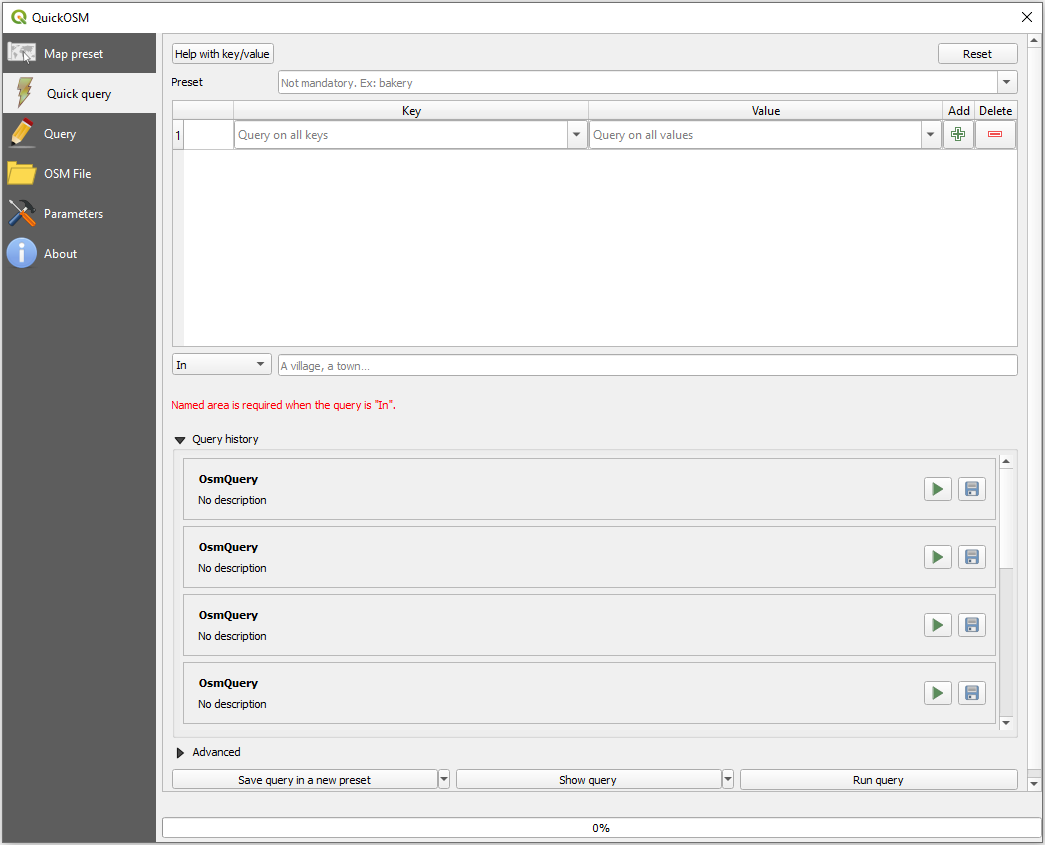 QuickOSM
Map preset
Quick query
Query
OSM File
Parameters
About
Help with key/value
Reset
Preset
Not mandatory. Ex: bakery
Key Value Add Delete
1 Query on all keys Query on all values
In A village, a town...
Named area is required when the query is "In".
Query history
OsmQuery
No description
OsmQuery
No description
OsmQuery
No description
OsmQuery
No description
Advanced
Save query in a new preset Show query Run query
0%